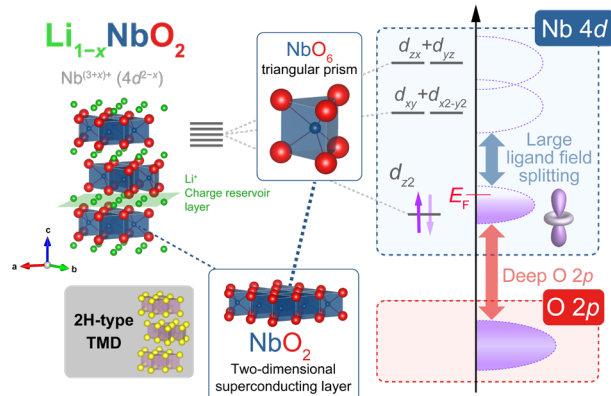 Li1−xNbO2
Nb(3+x)+ (4d2−x)
Li+
Charge reservoir
layer
c
a
b
2H-type
TMD
NbO6
triangular prism
NbO2
Two-dimensional
superconducting layer
dzx+dyz
dxy+dx2-y2
dz2
Nb 4d
Large
ligand field
splitting
EF
Deep O 2p
O 2p